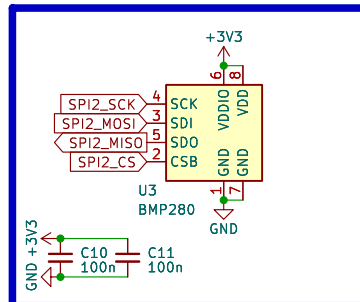 +3V3
6 8
VDDIO VDD
SPI2_SCK 4 SCK
SPI2_MOSI 3 SDI
SPI2_MISO 5 SDO
SPI2_CS 2 CSB
GND GND
1 7
U3
BMP280
GND
+3V3
GND
C10 C11
100n 100n